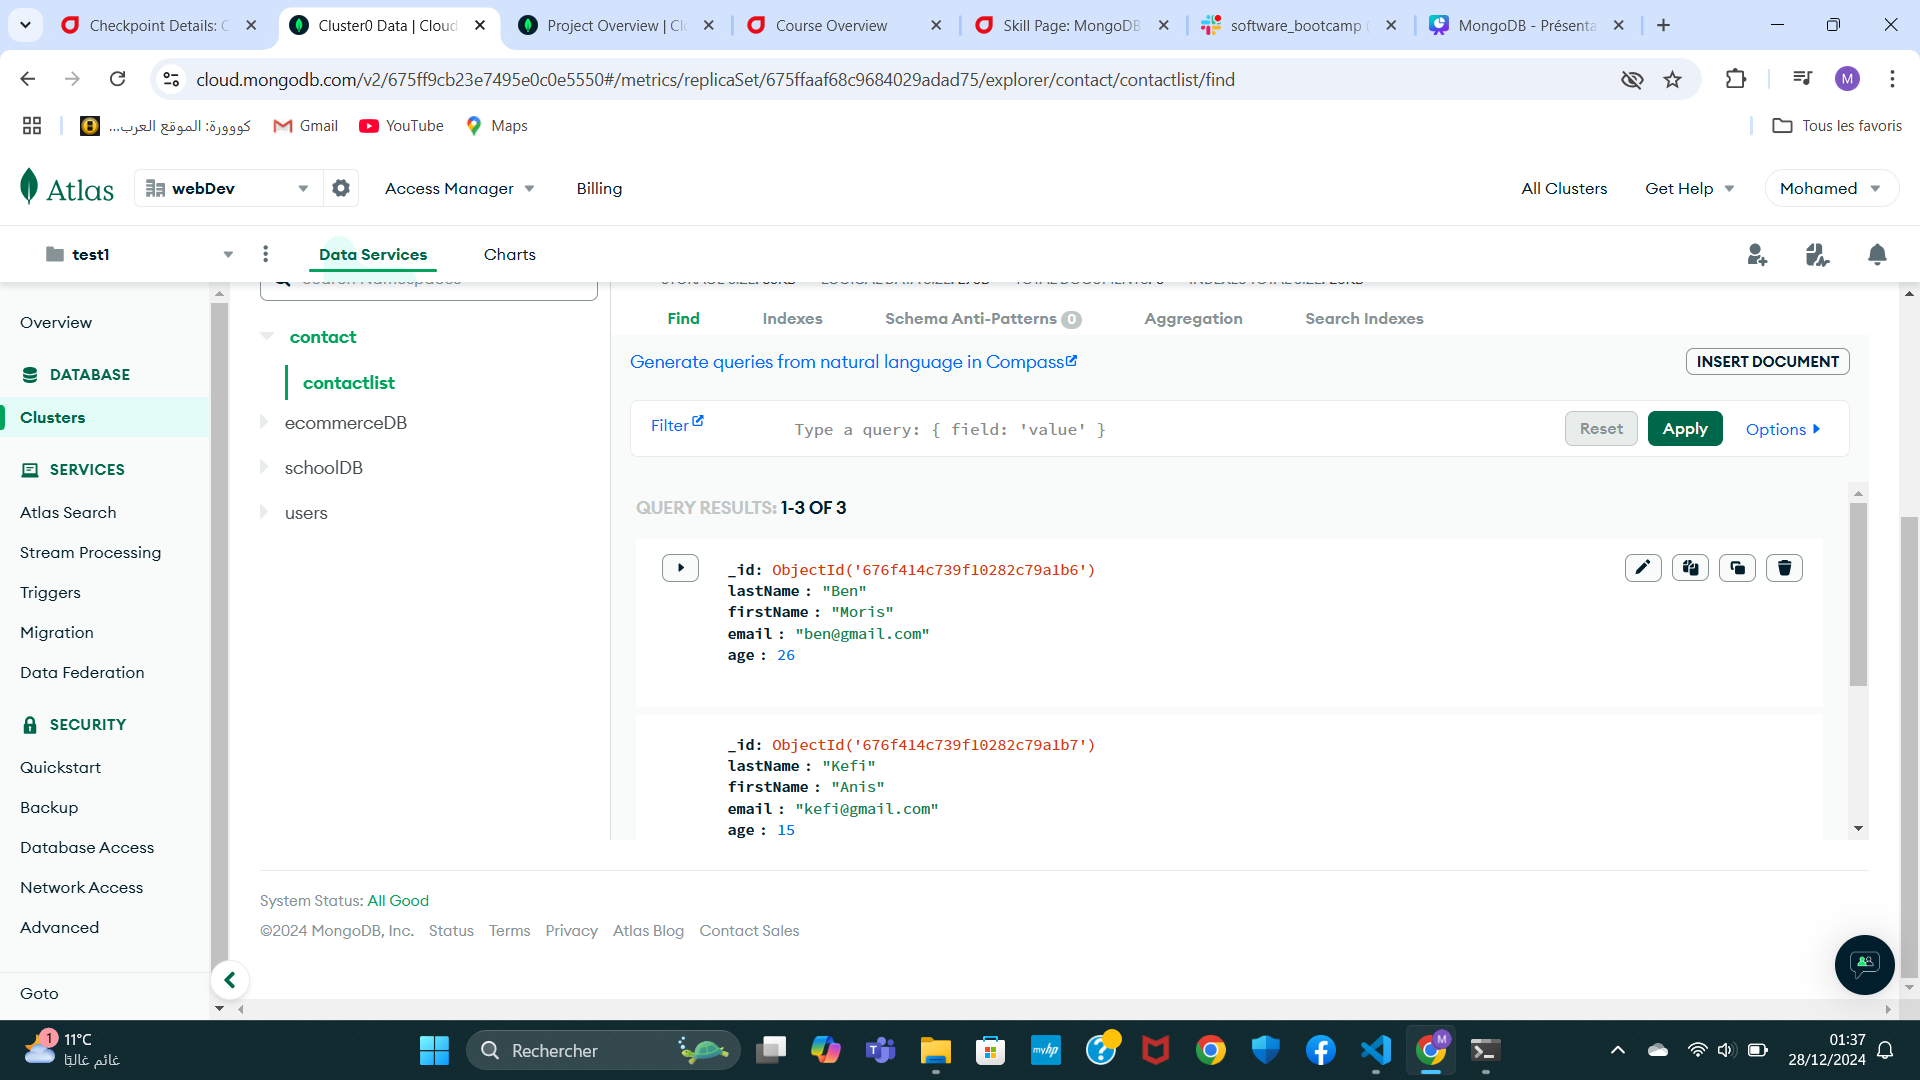 Checkpoint Details: C
Cluster0 Data | Cloud
Project Overview | Clo
Course Overview
Skill Page: MongoDB
software_bootcamp (
MongoDB - Présenta
cloud.mongodb.com/v2/675ff9cb23e7495e0c0e5550#/metrics/replicaSet/675ffaaf68c9684029adad75/explorer/contact/contactlist/find
M
كووورة: الموقع العرب...
Gmail
YouTube
Maps
Tous les favoris
Atlas
webDev
Access Manager
Billing
All Clusters
Get Help
Mohamed
test1
Data Services
Charts
Overview
DATABASE
Clusters
SERVICES
Atlas Search
Stream Processing
Triggers
Migration
Data Federation
SECURITY
Quickstart
Backup
Database Access
Network Access
Advanced
Goto
contact
contactlist
ecommerceDB
schoolDB
users
Find
Indexes
Schema Anti-Patterns 0
Aggregation
Search Indexes
Generate queries from natural language in Compass
INSERT DOCUMENT
Filter
Type a query: { field: 'value' }
Reset
Apply
Options
QUERY RESULTS: 1-3 OF 3
_id: ObjectId('676f414c739f10282c79a1b6')
lastName : "Ben"
firstName : "Moris"
email : "ben@gmail.com"
age : 26
_id: ObjectId('676f414c739f10282c79a1b7')
lastName : "Kefi"
firstName : "Anis"
email : "kefi@gmail.com"
age : 15
System Status: All Good
©2024 MongoDB, Inc. Status Terms Privacy Atlas Blog Contact Sales
1
11°C
غائم غالبًا
Rechercher
myhp
M
01:37
28/12/2024